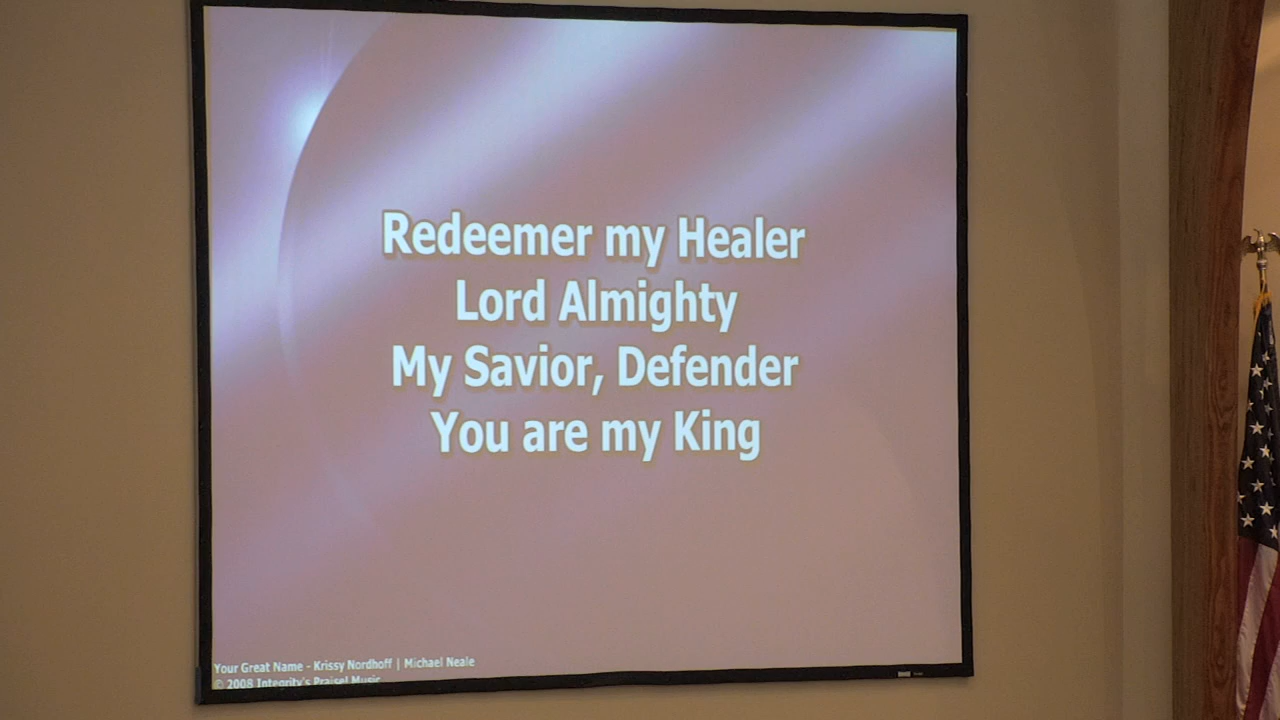 Redeemer my Healer
Lord Almighty
My Savior, Defender
You are my King
Your Great Name - Krissy Nordhoff | Michael Neale
© 2008 Integrity's Praise! Music